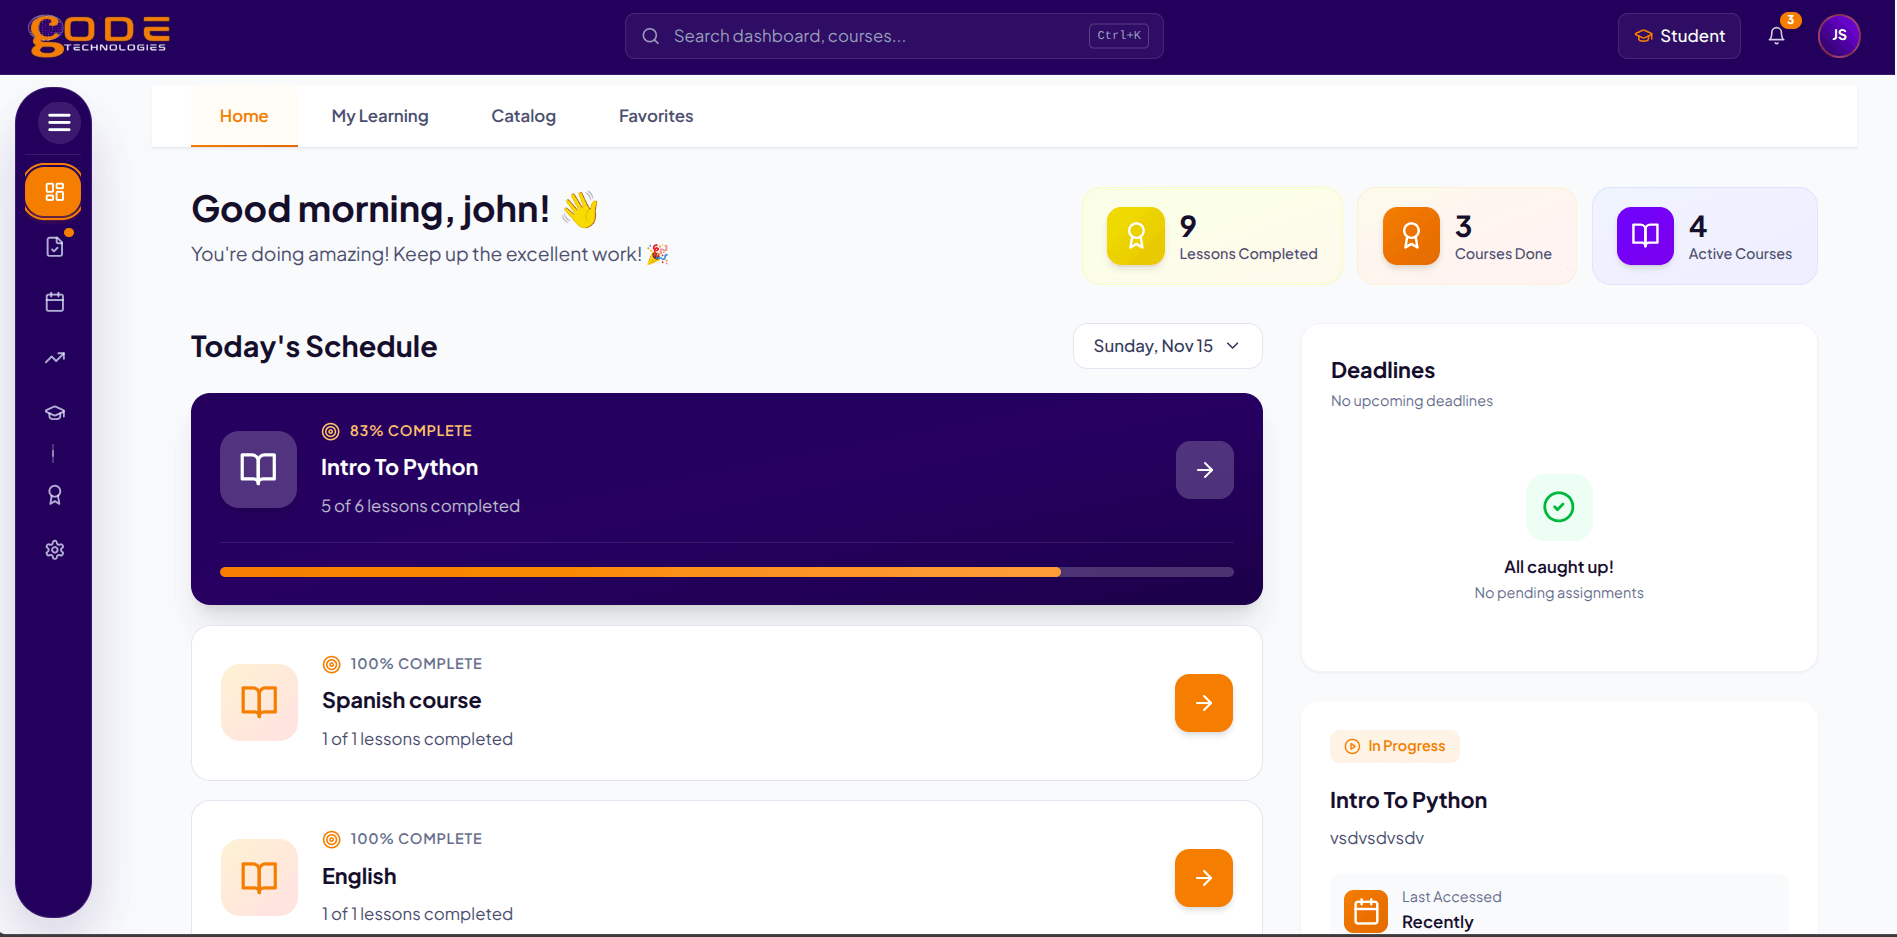 GODE
TECHNOLOGIES
Search dashboard, courses...
Ctrl+K
Student
3
JS
Home
My Learning
Catalog
Favorites
Good morning, john! 👋
You're doing amazing! Keep up the excellent work! 🎉
9
Lessons Completed
3
Courses Done
4
Active Courses
Today's Schedule
Sunday, Nov 15
83% COMPLETE
Intro To Python
5 of 6 lessons completed
100% COMPLETE
Spanish course
1 of 1 lessons completed
100% COMPLETE
English
1 of 1 lessons completed
Deadlines
No upcoming deadlines
All caught up!
No pending assignments
In Progress
Intro To Python
vsdvsdvsdv
Last Accessed
Recently